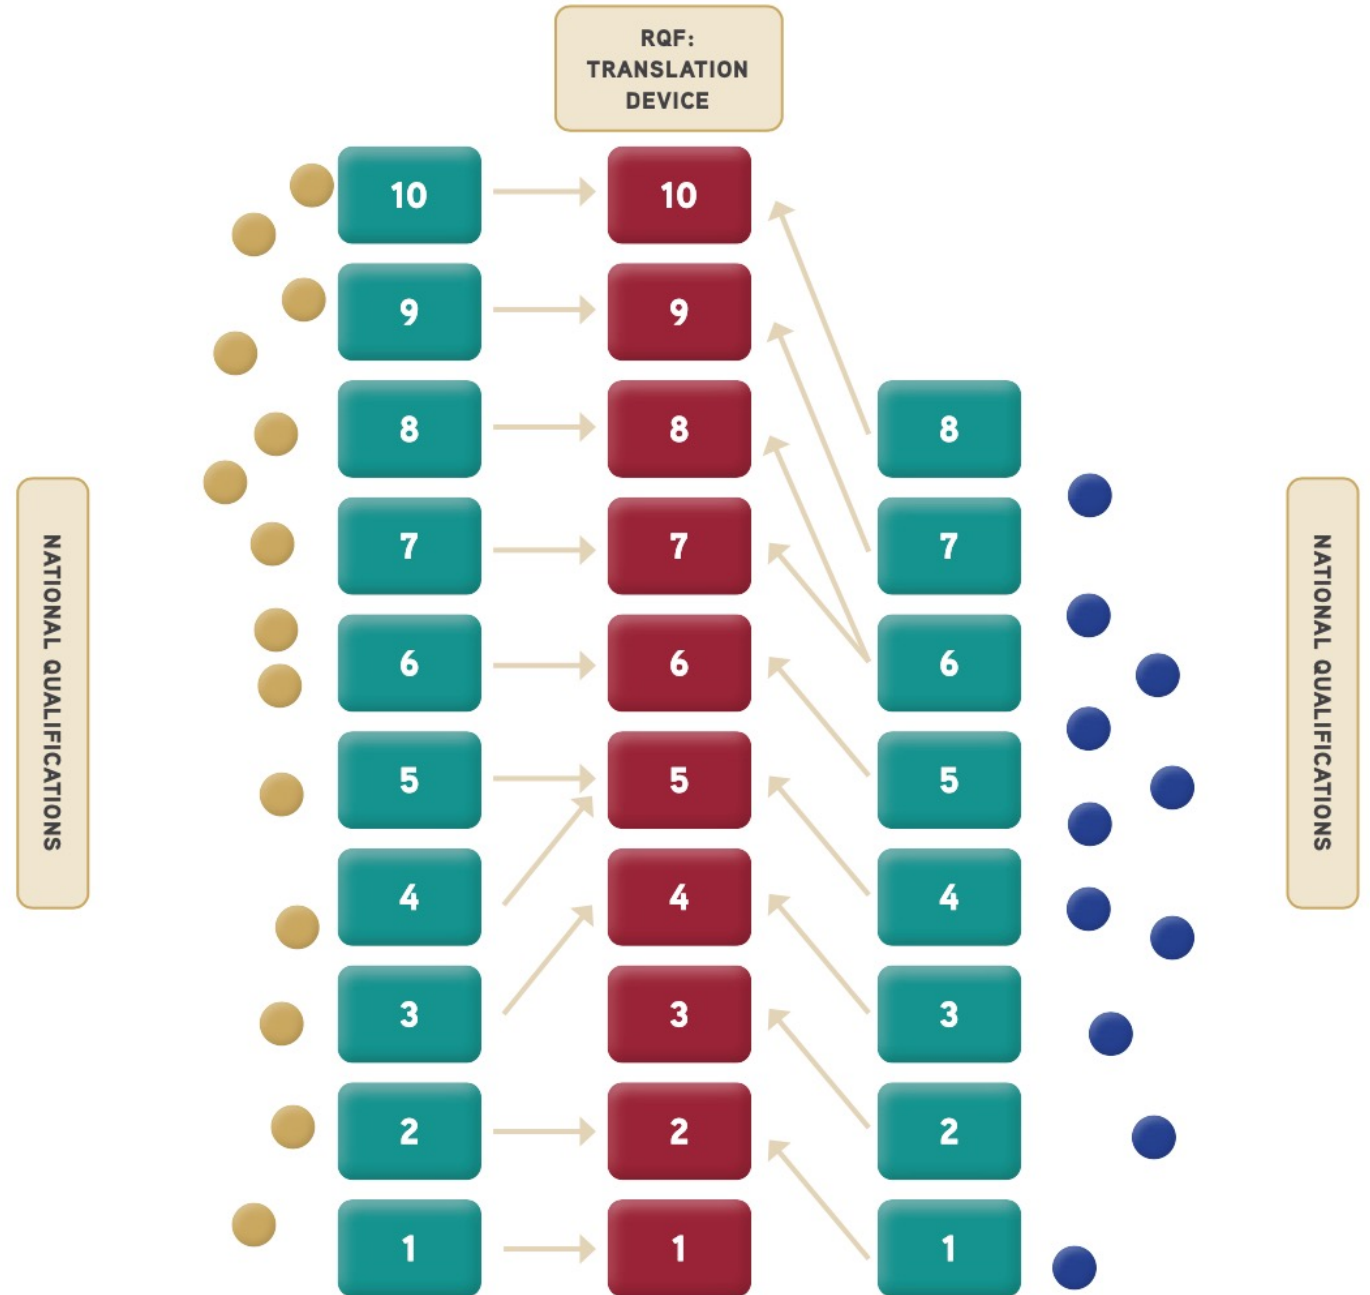 RQF:
TRANSLATION
DEVICE
10 10
9 9
8 8 8
7 7 7
6 6 6
5 5 5
4 4 4
3 3 3
2 2 2
1 1 1
NATIONAL QUALIFICATIONS
NATIONAL QUALIFICATIONS